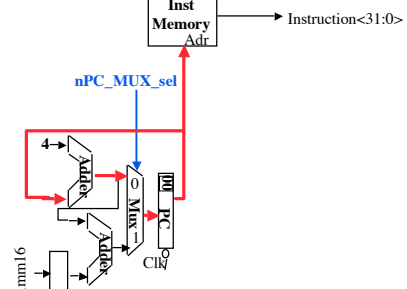 Inst
Memory
Adr
Instruction<31:0>
nPC_MUX_sel
4
Adder
0
Mux
1
00
PC
Adder
Clk
mm16